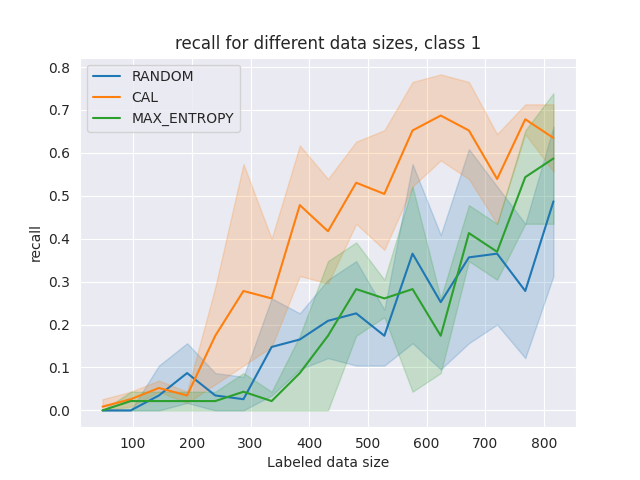 recall for different data sizes, class 1
RANDOM
CAL
MAX_ENTROPY
0.8
0.7
0.6
0.5
0.4
0.3
0.2
0.1
0.0
recall
100 200 300 400 500 600 700 800
Labeled data size